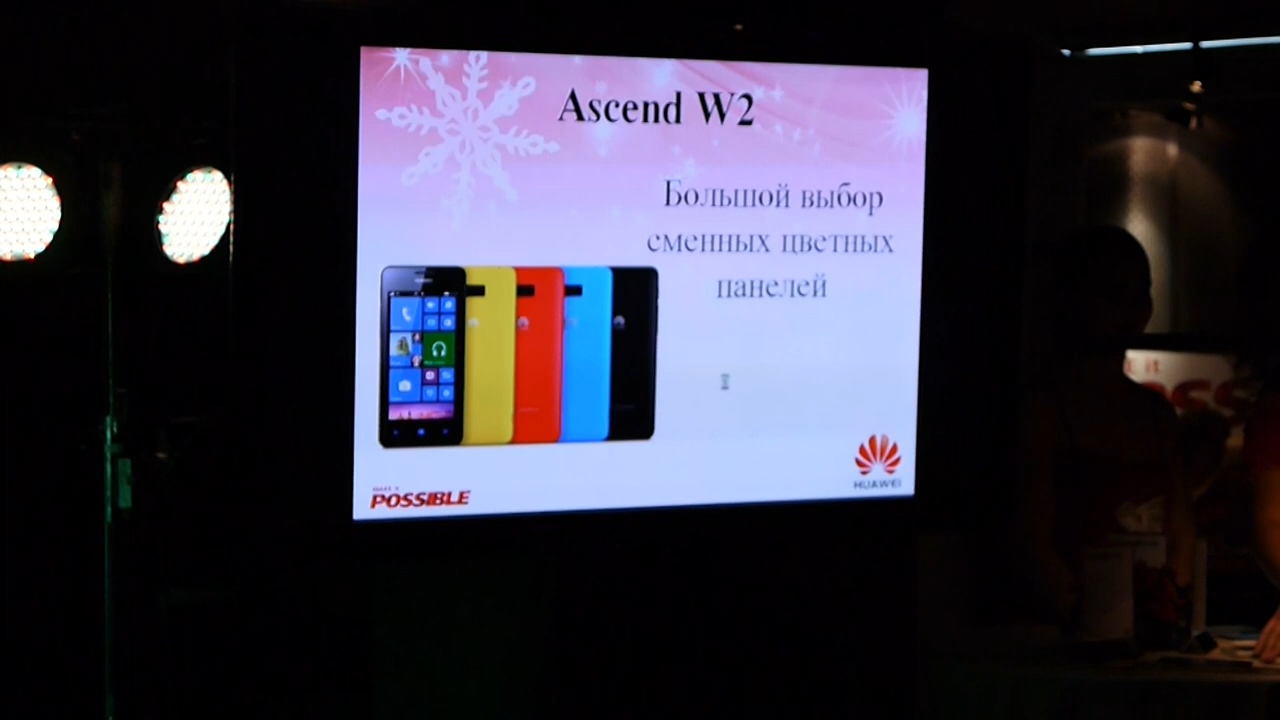 Ascend W2
Большой выбор
сменных цветных
панелей
POSSIBLE
HUAWEI